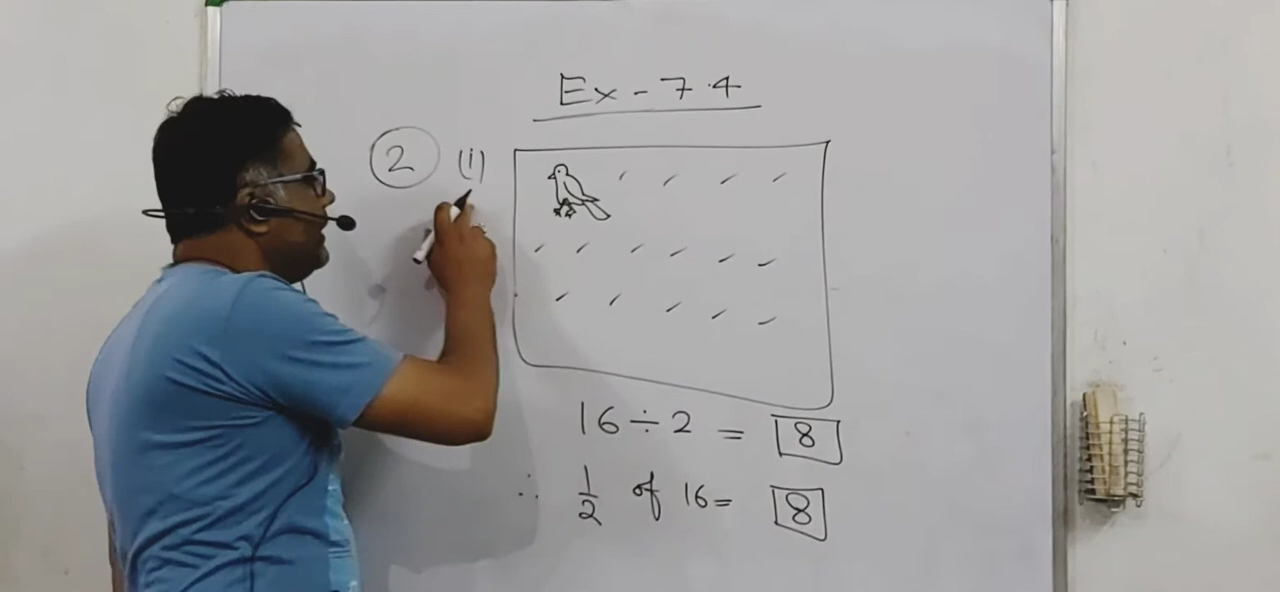 Ex - 7.4
2 (i)
16 ÷ 2 = 8
∴ 1/2 of 16 = 8